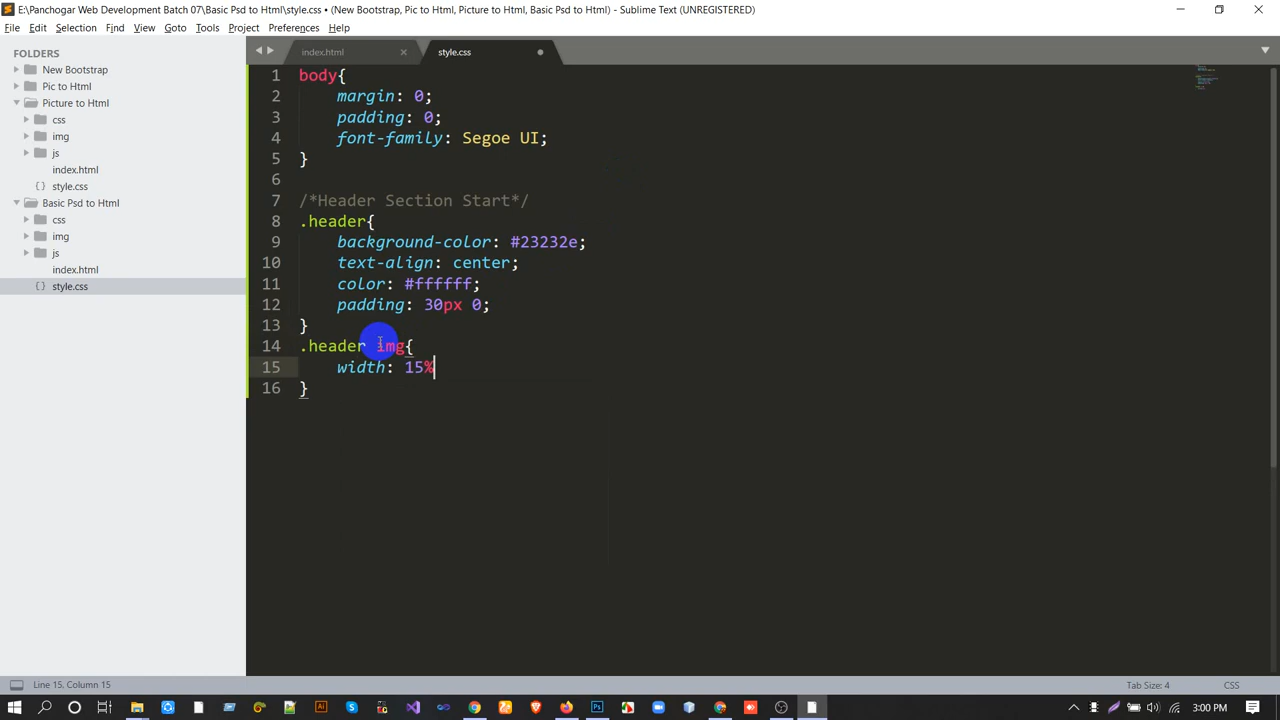 E:\Panchogar Web Development Batch 07\Basic Psd to Html\style.css • (New Bootstrap, Pic to Html, Picture to Html, Basic Psd to Html) - Sublime Text (UNREGISTERED)
File Edit Selection Find View Goto Tools Project Preferences Help
FOLDERS
New Bootstrap
Pic to Html
Picture to Html
css
img
js
index.html
style.css
Basic Psd to Html
css
img
js
index.html
style.css
index.html
style.css
1 body{
2 margin: 0;
3 padding: 0;
4 font-family: Segoe UI;
5 }
6
7 /*Header Section Start*/
8 .header{
9 background-color: #23232e;
10 text-align: center;
11 color: #ffffff;
12 padding: 30px 0;
13 }
14 .header img{
15 width: 15%
16 }
Line 15, Column 15 Tab Size: 4 CSS
3:00 PM